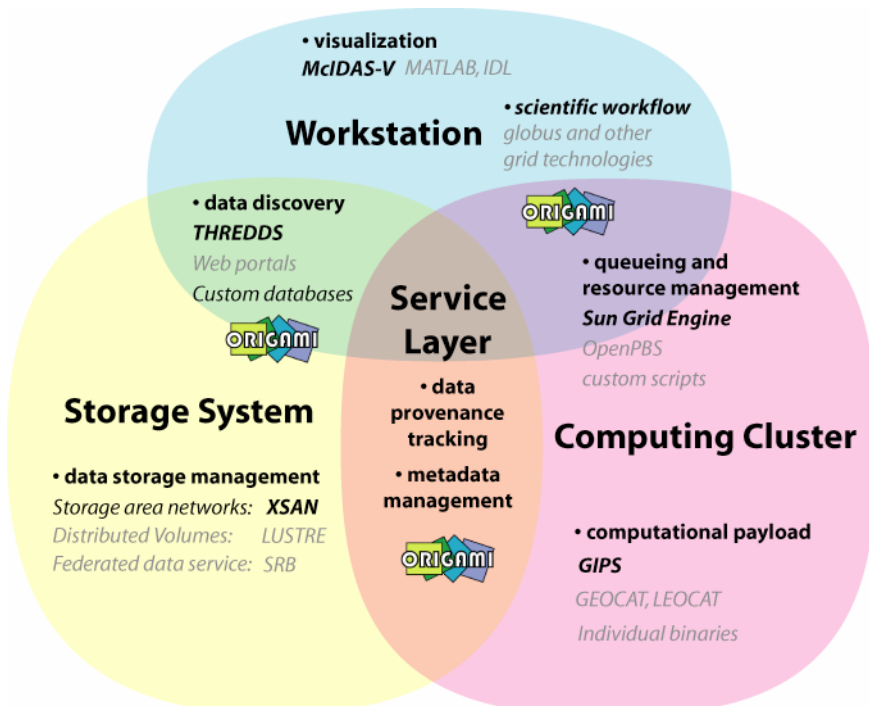 • visualization
McIDAS-V MATLAB, IDL
• scientific workflow
globus and other
grid technologies
Workstation
ORIGAMI
• data discovery
THREDDS
Web portals
Custom databases
ORIGAMI
• queueing and
resource management
Sun Grid Engine
OpenPBS
custom scripts
Service
Layer
• data
provenance
tracking
• metadata
management
ORIGAMI
Storage System
• data storage management
Storage area networks: XSAN
Distributed Volumes: LUSTRE
Federated data service: SRB
Computing Cluster
• computational payload
GIPS
GEOCAT, LEOCAT
Individual binaries